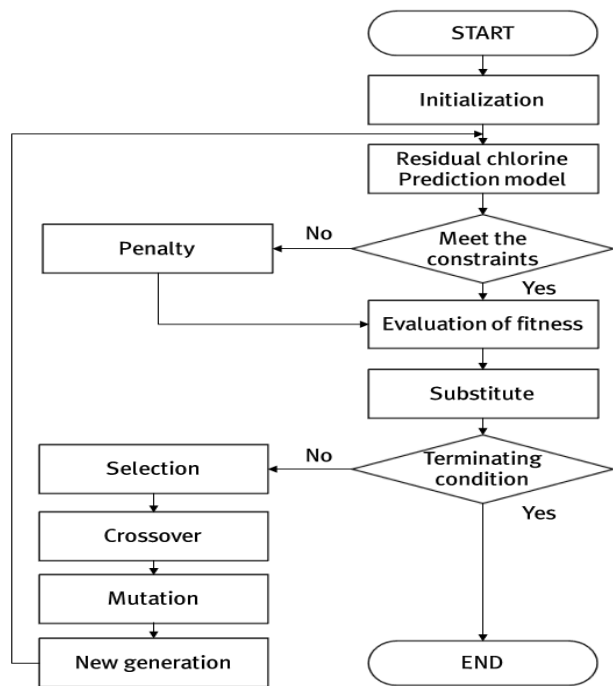 START
Initialization
Residual chlorine
Prediction model
No
Penalty
Meet the
constraints
Yes
Evaluation of fitness
Substitute
No
Selection
Terminating
condition
Yes
Crossover
Mutation
New generation
END